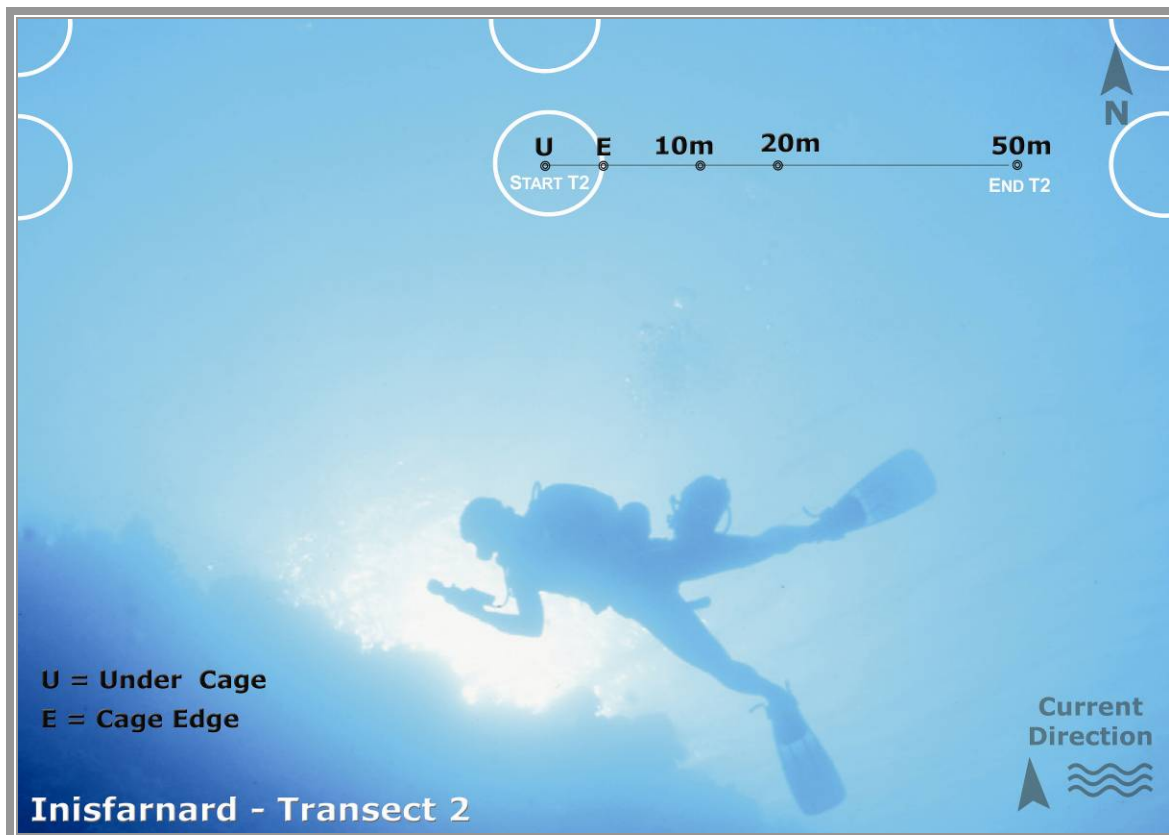 N
U E 10m 20m 50m
START T2 END T2
U = Under Cage
E = Cage Edge
Current
Direction
Inisfarnard - Transect 2